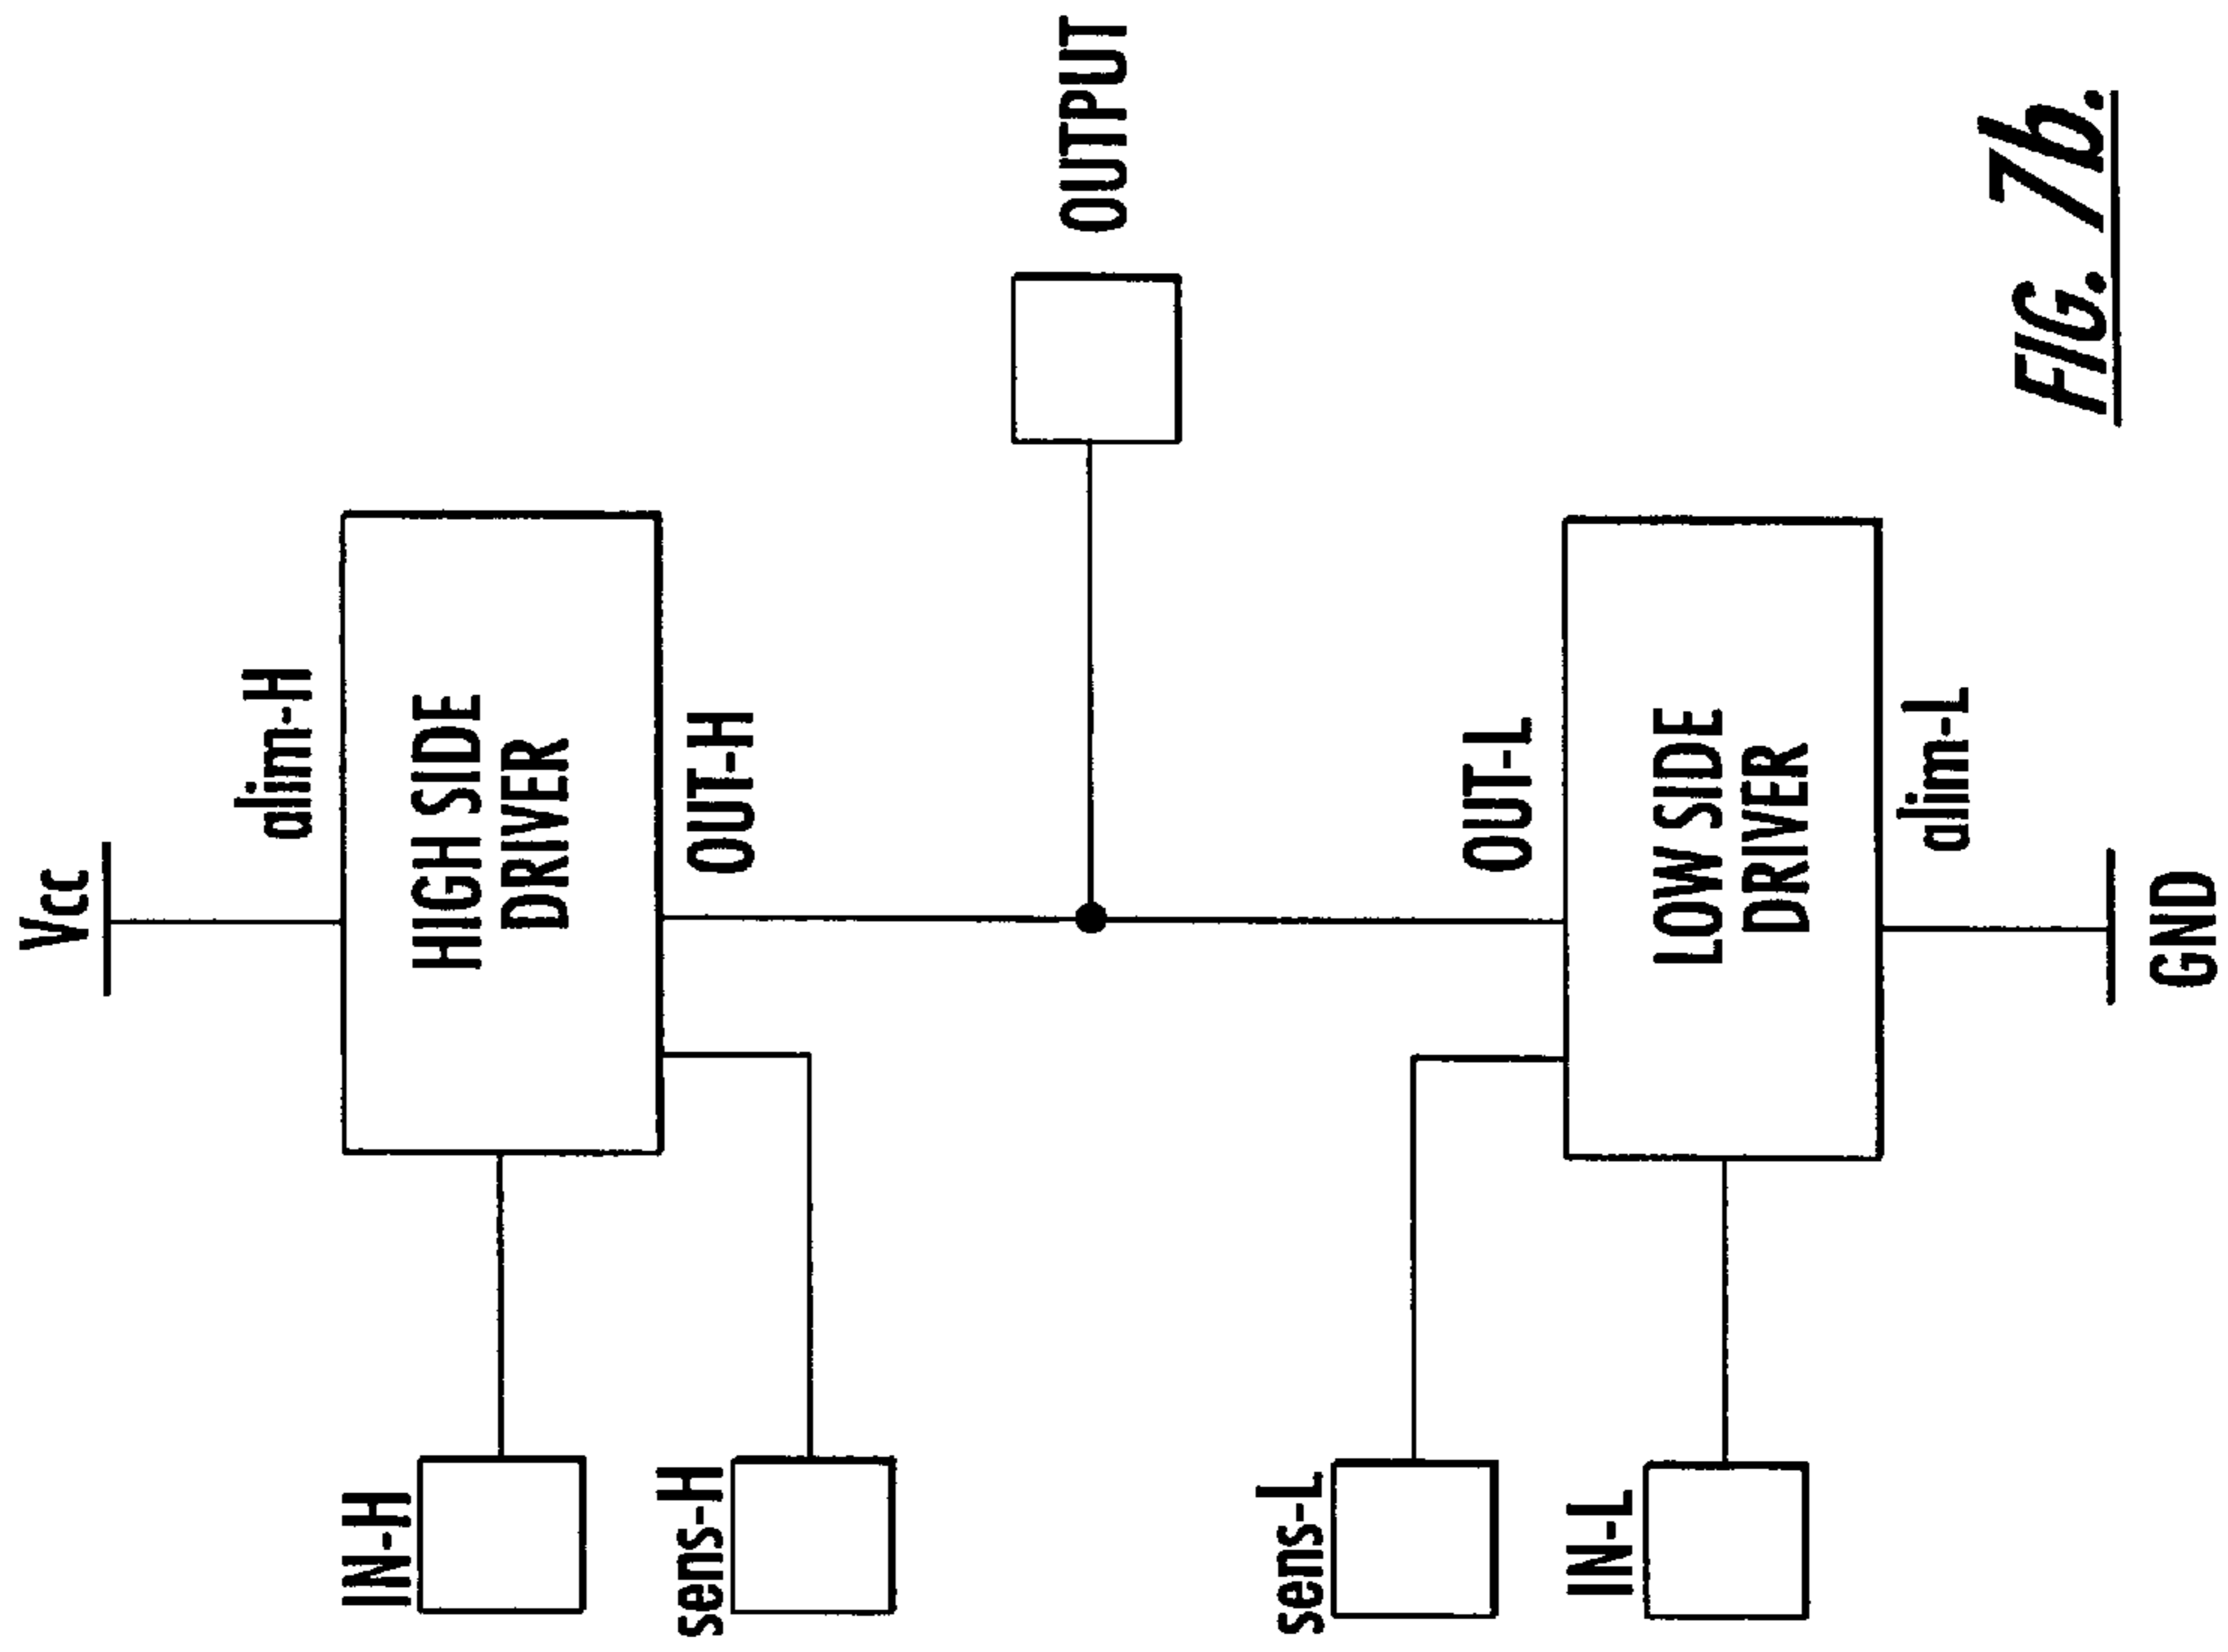 Vcc
alim-H
HIGH SIDE
DRIVER
OUT-H
IN-H
sens-H
OUTPUT
sens-L
OUT-L
IN-L
LOW SIDE
DRIVER
alim-L
GND
FIG. 7b.